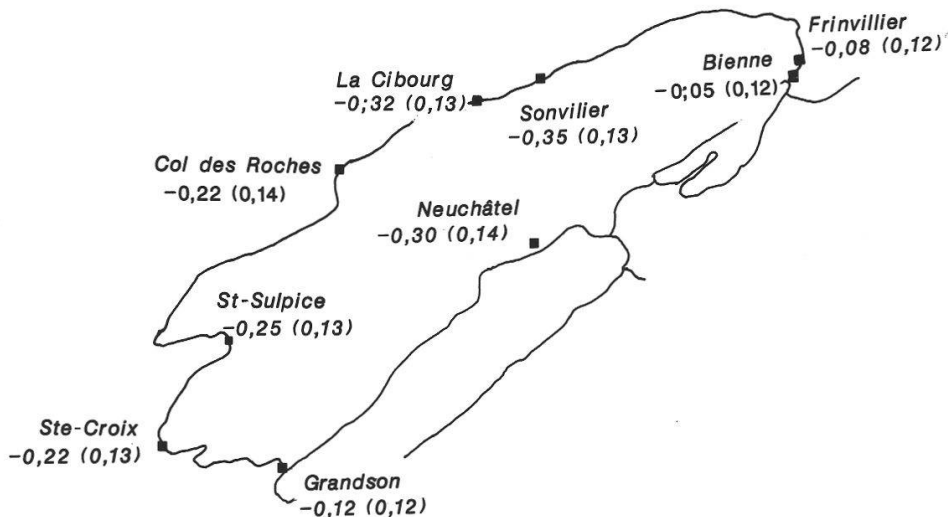 Frinvillier
-0,08 (0,12)
Bienne
-0;05 (0,12)
La Cibourg
-0;32 (0,13)
Sonvilier
-0,35 (0,13)
Col des Roches
-0,22 (0,14)
Neuchâtel
-0,30 (0,14)
St-Sulpice
-0,25 (0,13)
Ste-Croix
-0,22 (0,13)
Grandson
-0,12 (0,12)